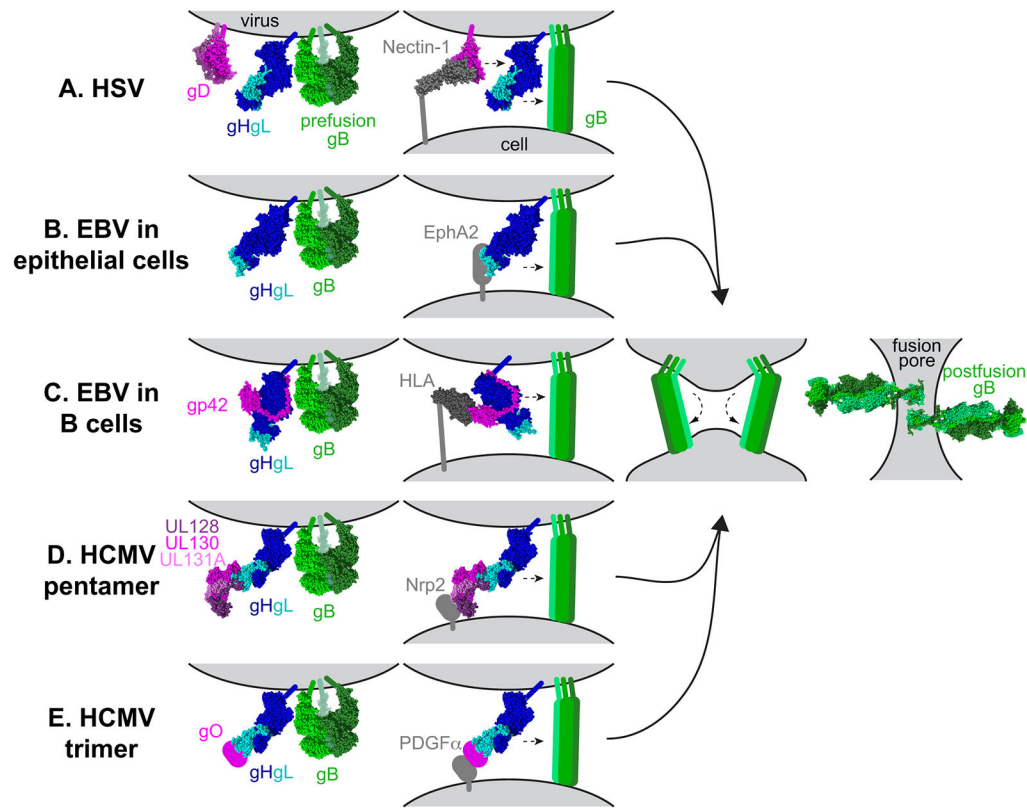 virus
A. HSV
gD
gHgL
prefusion
gB
Nectin-1
gB
cell
B. EBV in
epithelial cells
gHgL
gB
EphA2
C. EBV in
B cells
gp42
gHgL
gB
HLA
fusion
pore
postfusion
gB
D. HCMV
pentamer
UL128
UL130
UL131A
gHgL
gB
Nrp2
E. HCMV
trimer
gO
gHgL
gB
PDGFα